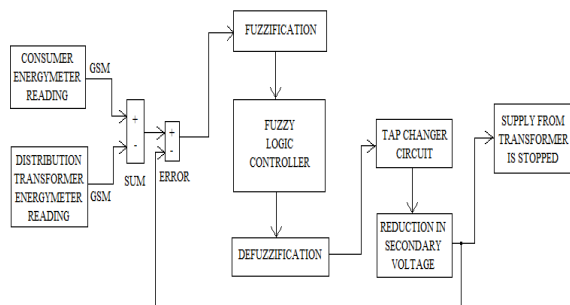 CONSUMER
ENERGYMETER
READING
GSM
DISTRIBUTION
TRANSFORMER
ENERGYMETER
READING
GSM
+
-
SUM
+
-
ERROR
FUZZIFICATION
FUZZY
LOGIC
CONTROLLER
DEFUZZIFICATION
TAP CHANGER
CIRCUIT
REDUCTION IN
SECONDARY
VOLTAGE
SUPPLY FROM
TRANSFORMER
IS STOPPED